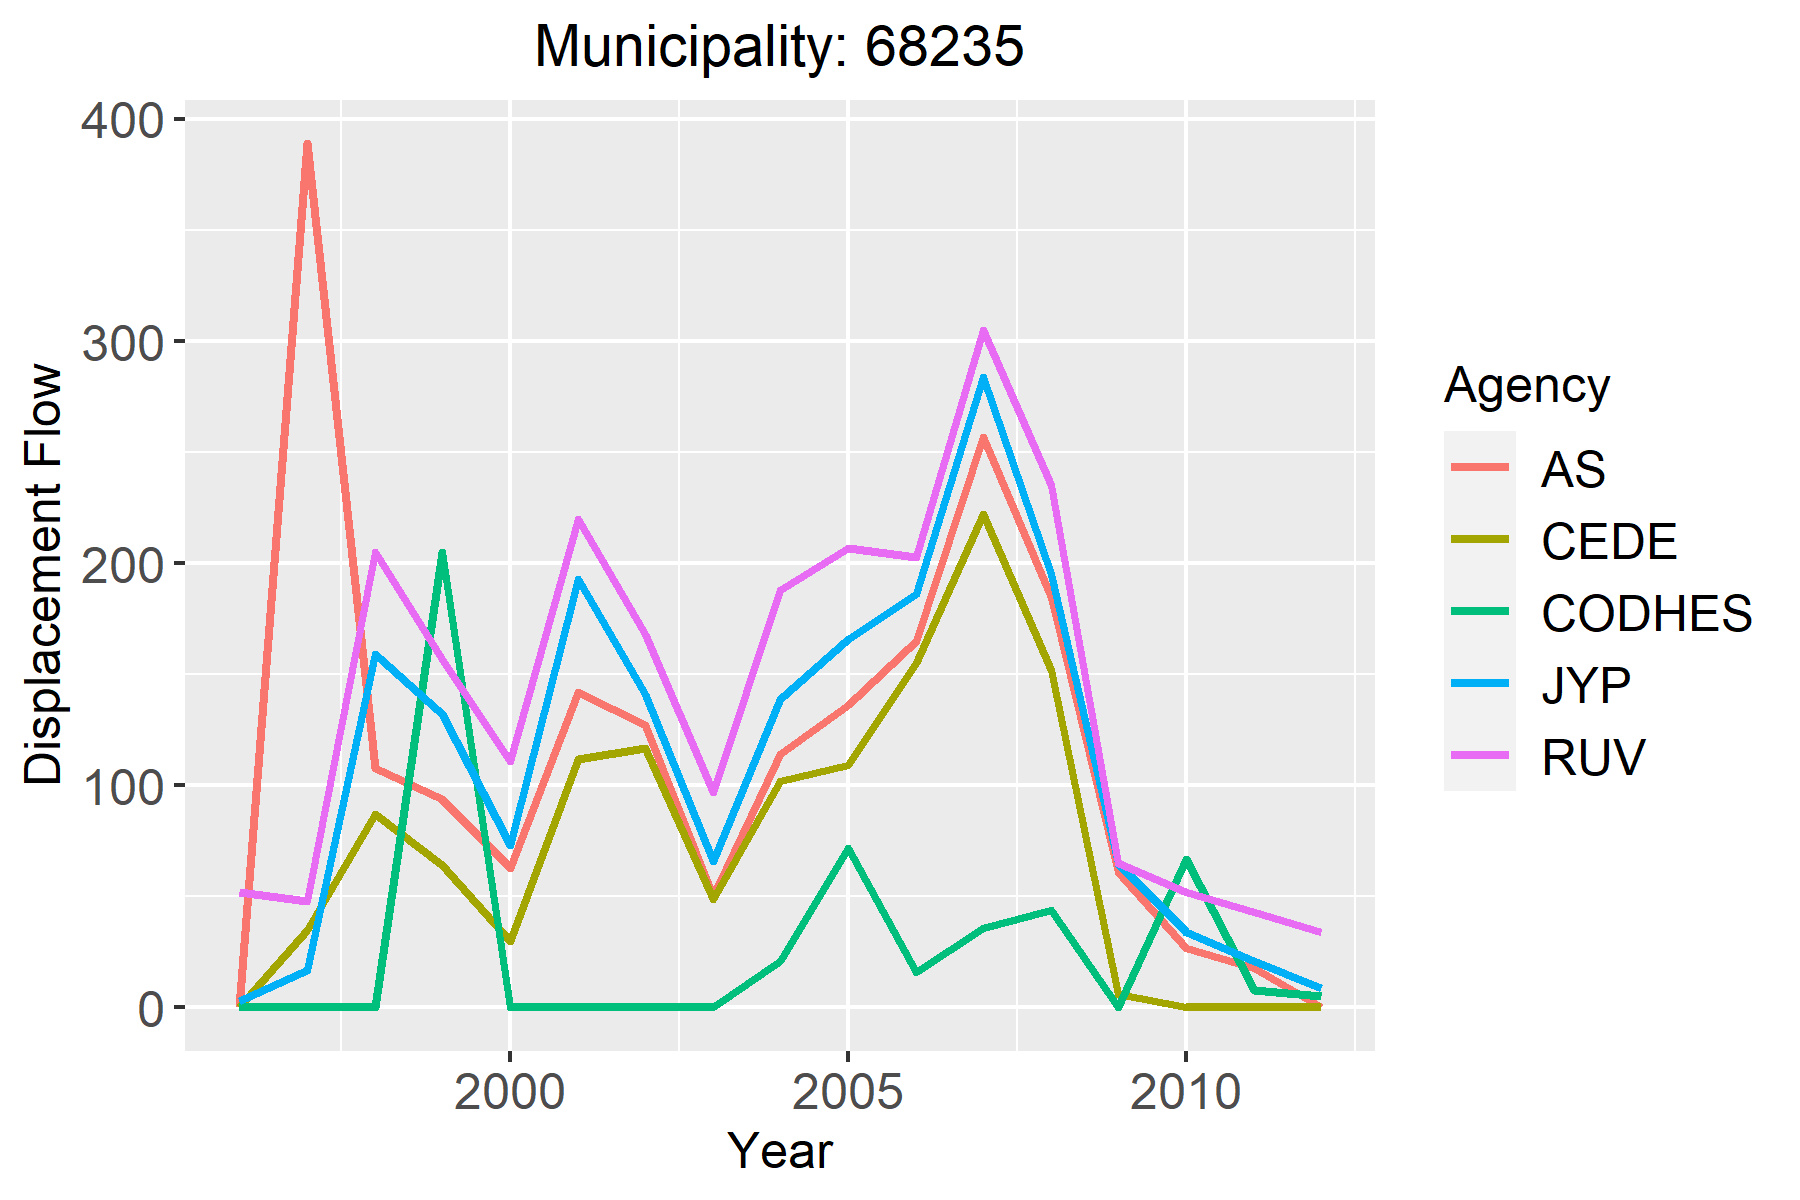 Municipality: 68235
Displacement Flow
400
300
200
100
0
2000 2005 2010
Year
Agency
AS
CEDE
CODHES
JYP
RUV